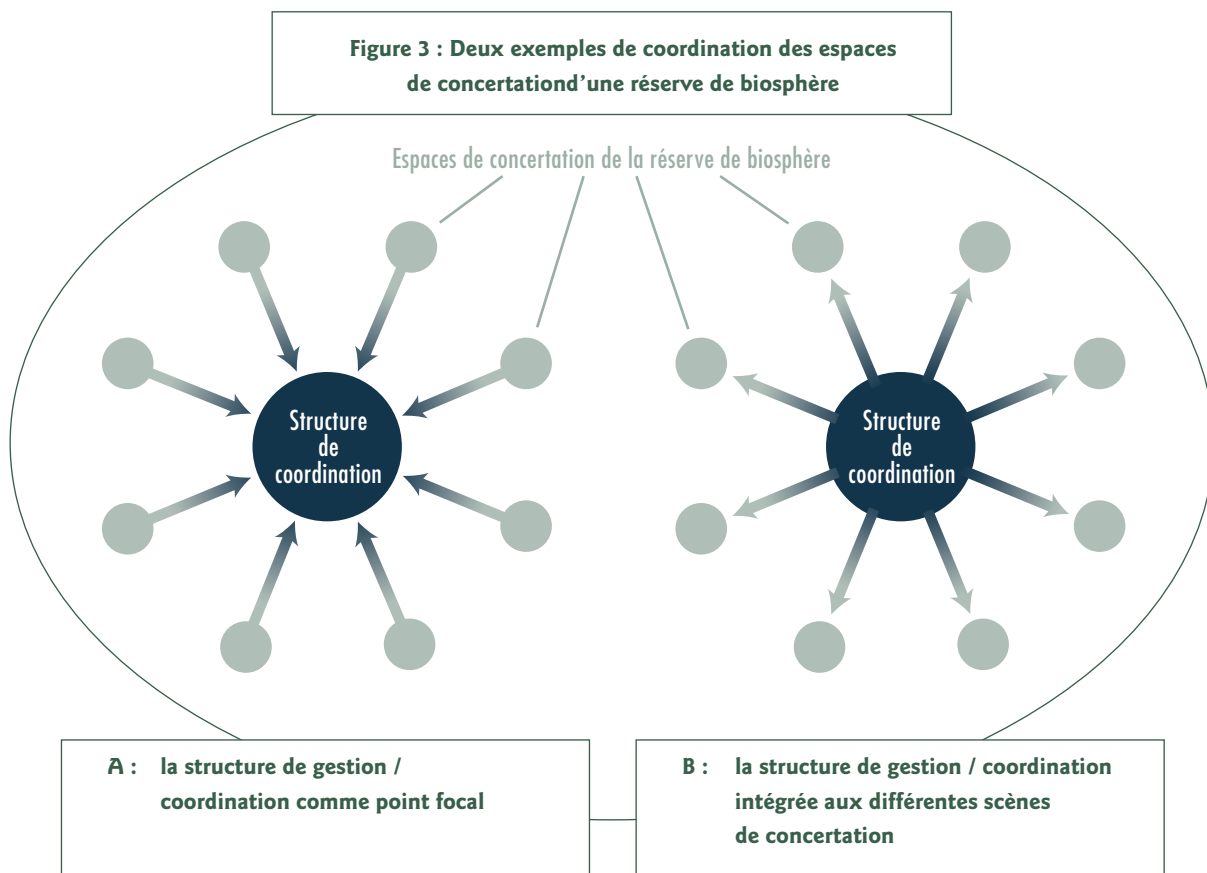 Figure 3 : Deux exemples de coordination des espaces
de concertationd’une réserve de biosphère
Espaces de concertation de la réserve de biosphère
Structure
de
coordination
Structure
de
coordination
A : la structure de gestion /
coordination comme point focal
B : la structure de gestion / coordination
intégrée aux différentes scènes
de concertation